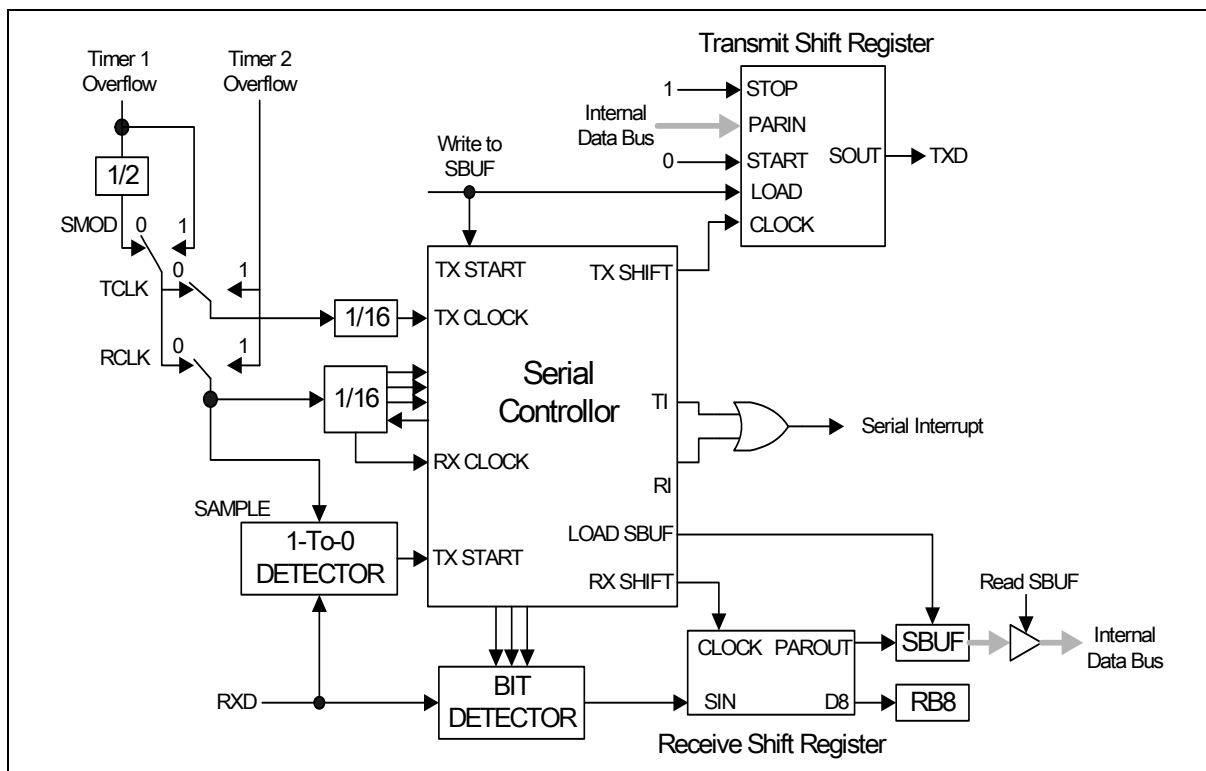 Timer 1
Overflow
Timer 2
Overflow
1/2
SMOD
0
1
TCLK
0
1
RCLK
0
1
1/16
1/16
Write to
SBUF
Transmit Shift Register
1
STOP
Internal
Data Bus
PARIN
0
START
SOUT
TXD
LOAD
CLOCK
TX START
TX SHIFT
TX CLOCK
Serial
Controllor
TI
Serial Interrupt
RX CLOCK
RI
SAMPLE
1-To-0
DETECTOR
TX START
LOAD SBUF
RX SHIFT
Read SBUF
CLOCK
PAROUT
SBUF
Internal
Data Bus
RXD
BIT
DETECTOR
SIN
D8
RB8
Receive Shift Register